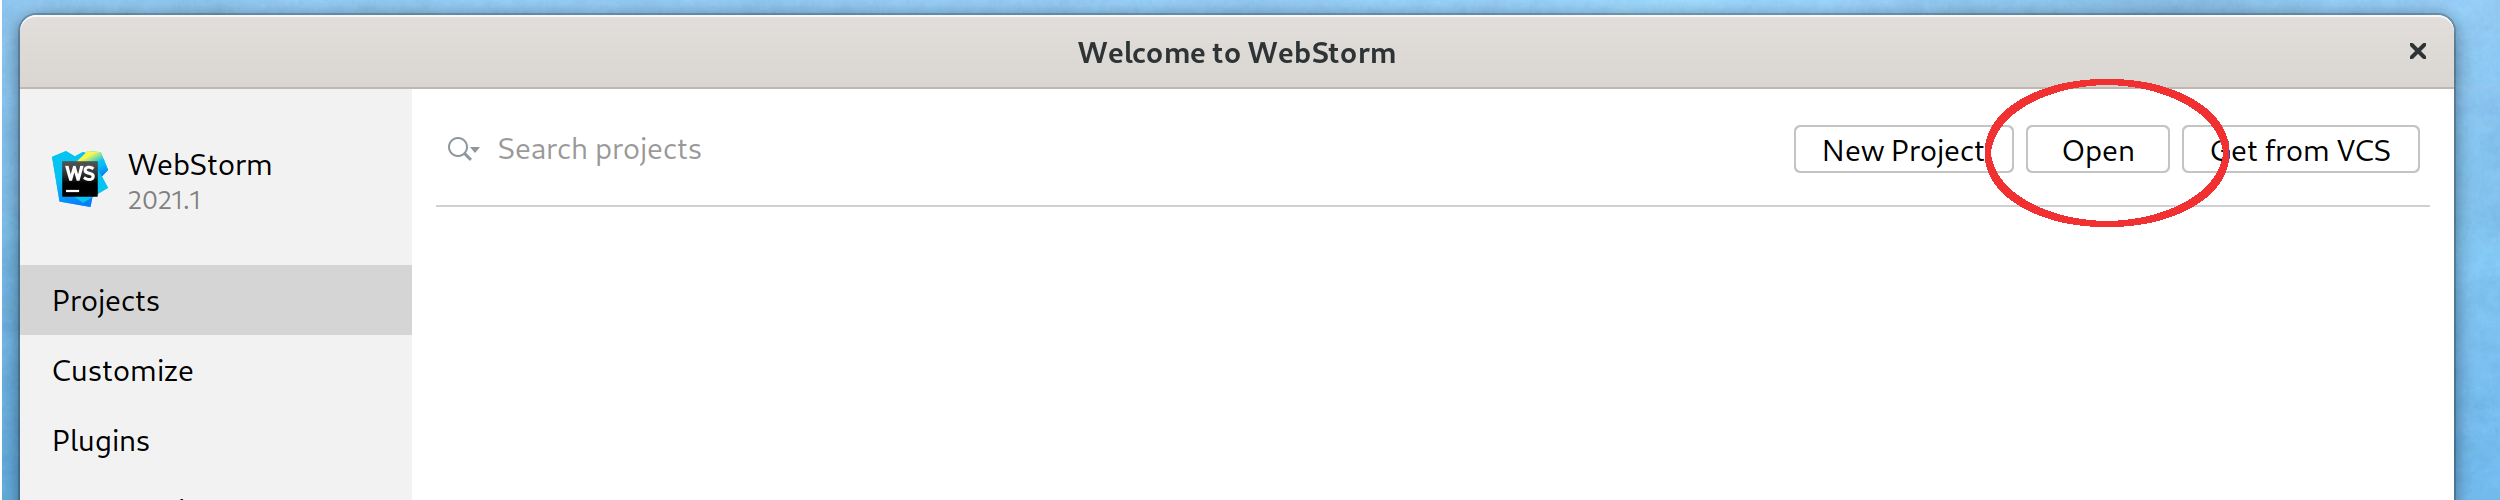 Welcome to WebStorm
WS
WebStorm
2021.1
Search projects
New Project
Open
Get from VCS
Projects
Customize
Plugins